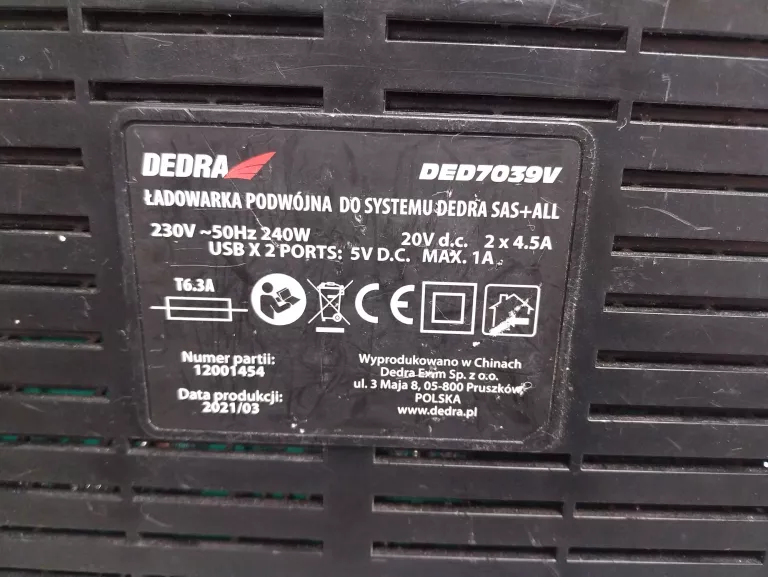 DEDRA
DED7039V
ŁADOWARKA PODWÓJNA DO SYSTEMU DEDRA SAS+ALL
230V ~50Hz 240W 20V d.c. 2 x 4.5A
USB X 2 PORTS: 5V D.C. MAX. 1A
T6.3A
CE
Numer partii:
12001454
Data produkcji:
2021/03
Wyprodukowano w Chinach
Dedra Exim Sp. z o.o.
ul. 3 Maja 8, 05-800 Pruszków,
POLSKA
www.dedra.pl